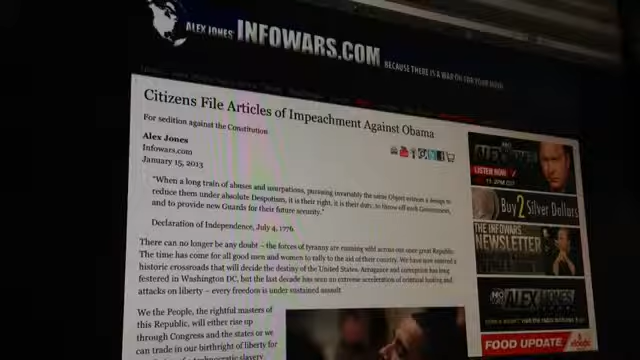 ALEX JONES' INFOWARS.COM BECAUSE THERE IS A WAR ON FOR YOUR MIND
Citizens File Articles of Impeachment Against Obama
For sedition against the Constitution
Alex Jones
Infowars.com
January 15, 2013
"When a long train of abuses and usurpations, pursuing invariably the same Object evinces a design to
reduce them under absolute Despotism, it is their right, it is their duty, to throw off such Government,
and to provide new Guards for their future security."
Declaration of Independence, July 4, 1776
There can no longer be any doubt – the forces of tyranny are running wild across our once great Republic.
The time has come for all good men and women to rally to the aid of their country. We have now entered a
historic crossroads that will decide the destiny of the United States. Arrogance and corruption has long
festered in Washington DC, but the last decade has seen an extreme acceleration of criminal looting and
attacks on liberty – every freedom is under sustained assault.
We the People, the rightful masters of
this Republic, will either rise up
through Congress and the states or we
can trade in our birthright of liberty for
technocratic slavery
ALEX
LISTEN NOW
11-2PM CST
Buy 2 Silver Dollars
THE INFOWARS
NEWSLETTER
ALEX JONES
FOOD UPDATE